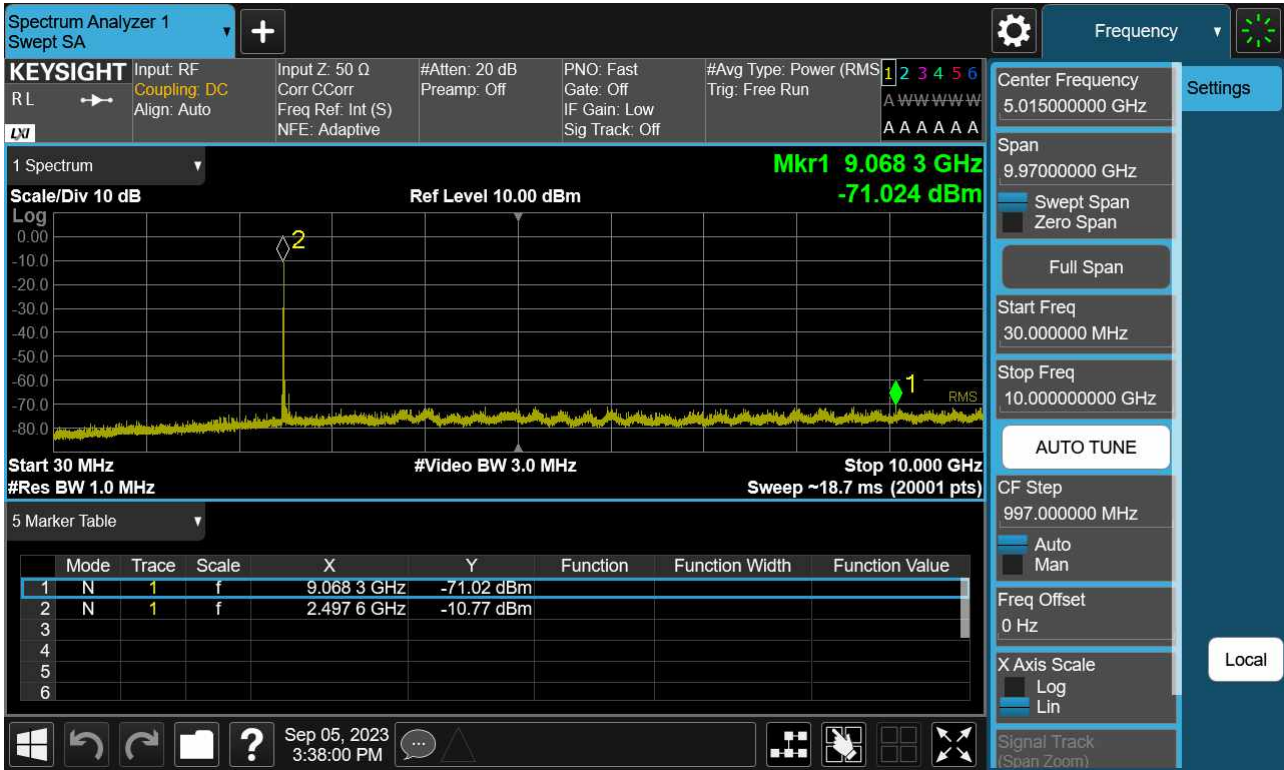 Spectrum Analyzer 1
Swept SA
Frequency
KEYSIGHT
R L
LXI
Input: RF
Coupling: DC
Align: Auto
Input Z: 50 Ω
Corr CCorr
Freq Ref: Int (S)
NFE: Adaptive
#Atten: 20 dB
Preamp: Off
PNO: Fast
Gate: Off
IF Gain: Low
Sig Track: Off
#Avg Type: Power (RMS
Trig: Free Run
1 2 3 4 5 6
A W W W W W
A A A A A A
1 Spectrum
Scale/Div 10 dB
Ref Level 10.00 dBm
Mkr1 9.068 3 GHz
-71.024 dBm
Log
0.00
-10.0
-20.0
-30.0
-40.0
-50.0
-60.0
-70.0
-80.0
2
1
RMS
Start 30 MHz
#Video BW 3.0 MHz
Stop 10.000 GHz
#Res BW 1.0 MHz
Sweep ~18.7 ms (20001 pts)
5 Marker Table
Mode Trace Scale X Y Function Function Width Function Value
1 N 1 f 9.068 3 GHz -71.02 dBm
2 N 1 f 2.497 6 GHz -10.77 dBm
3
4
5
6
Sep 05, 2023
3:38:00 PM
Center Frequency
5.015000000 GHz
Span
9.97000000 GHz
Swept Span
Zero Span
Full Span
Start Freq
30.000000 MHz
Stop Freq
10.000000000 GHz
AUTO TUNE
CF Step
997.000000 MHz
Auto
Man
Freq Offset
0 Hz
X Axis Scale
Log
Lin
Signal Track
(Span Zoom)
Settings
Local